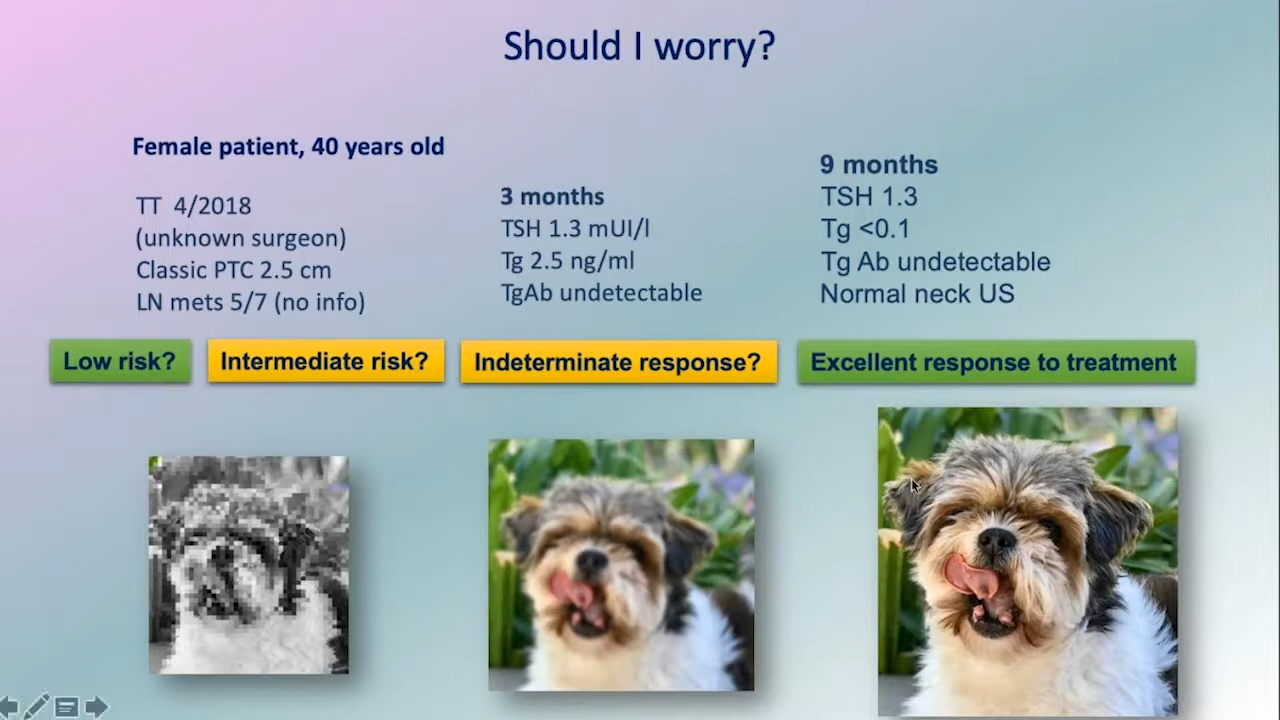 Should I worry?
Female patient, 40 years old
TT 4/2018
(unknown surgeon)
Classic PTC 2.5 cm
LN mets 5/7 (no info)
3 months
TSH 1.3 mUI/l
Tg 2.5 ng/ml
TgAb undetectable
9 months
TSH 1.3
Tg <0.1
Tg Ab undetectable
Normal neck US
Low risk?
Intermediate risk?
Indeterminate response?
Excellent response to treatment